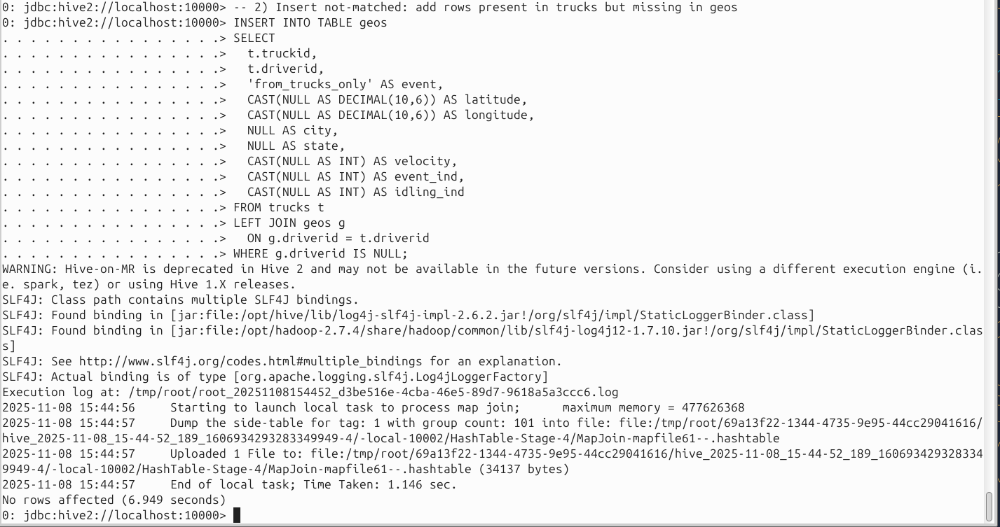 0: jdbc:hive2://localhost:10000> -- 2) Insert not-matched: add rows present in trucks but missing in geos
0: jdbc:hive2://localhost:10000> INSERT INTO TABLE geos
. . . . . . . . . . . . . . . .> SELECT
. . . . . . . . . . . . . . . .>   t.truckid,
. . . . . . . . . . . . . . . .>   t.driverid,
. . . . . . . . . . . . . . . .>   'from_trucks_only' AS event,
. . . . . . . . . . . . . . . .>   CAST(NULL AS DECIMAL(10,6)) AS latitude,
. . . . . . . . . . . . . . . .>   CAST(NULL AS DECIMAL(10,6)) AS longitude,
. . . . . . . . . . . . . . . .>   NULL AS city,
. . . . . . . . . . . . . . . .>   NULL AS state,
. . . . . . . . . . . . . . . .>   CAST(NULL AS INT) AS velocity,
. . . . . . . . . . . . . . . .>   CAST(NULL AS INT) AS event_ind,
. . . . . . . . . . . . . . . .>   CAST(NULL AS INT) AS idling_ind
. . . . . . . . . . . . . . . .> FROM trucks t
. . . . . . . . . . . . . . . .> LEFT JOIN geos g
. . . . . . . . . . . . . . . .>   ON g.driverid = t.driverid
. . . . . . . . . . . . . . . .> WHERE g.driverid IS NULL;
WARNING: Hive-on-MR is deprecated in Hive 2 and may not be available in the future versions. Consider using a different execution engine (i.
e. spark, tez) or using Hive 1.X releases.
SLF4J: Class path contains multiple SLF4J bindings.
SLF4J: Found binding in [jar:file:/opt/hive/lib/log4j-slf4j-impl-2.6.2.jar!/org/slf4j/impl/StaticLoggerBinder.class]
SLF4J: Found binding in [jar:file:/opt/hadoop-2.7.4/share/hadoop/common/lib/slf4j-log4j12-1.7.10.jar!/org/slf4j/impl/StaticLoggerBinder.clas
s]
SLF4J: See http://www.slf4j.org/codes.html#multiple_bindings for an explanation.
SLF4J: Actual binding is of type [org.apache.logging.slf4j.Log4jLoggerFactory]
Execution log at: /tmp/root/root_20251108154452_d3be516e-4cba-46e5-89d7-9618a5a3ccc6.log
2025-11-08 15:44:56     Starting to launch local task to process map join;      maximum memory = 477626368
2025-11-08 15:44:57     Dump the side-table for tag: 1 with group count: 101 into file: file:/tmp/root/69a13f22-1344-4735-9e95-44cc29041616/
hive_2025-11-08_15-44-52_189_1606934293283349949-4/-local-10002/HashTable-Stage-4/MapJoin-mapfile61--.hashtable
2025-11-08 15:44:57     Uploaded 1 File to: file:/tmp/root/69a13f22-1344-4735-9e95-44cc29041616/hive_2025-11-08_15-44-52_189_160693429328334
9949-4/-local-10002/HashTable-Stage-4/MapJoin-mapfile61--.hashtable (34137 bytes)
2025-11-08 15:44:57     End of local task; Time Taken: 1.146 sec.
No rows affected (6.949 seconds)
0: jdbc:hive2://localhost:10000>